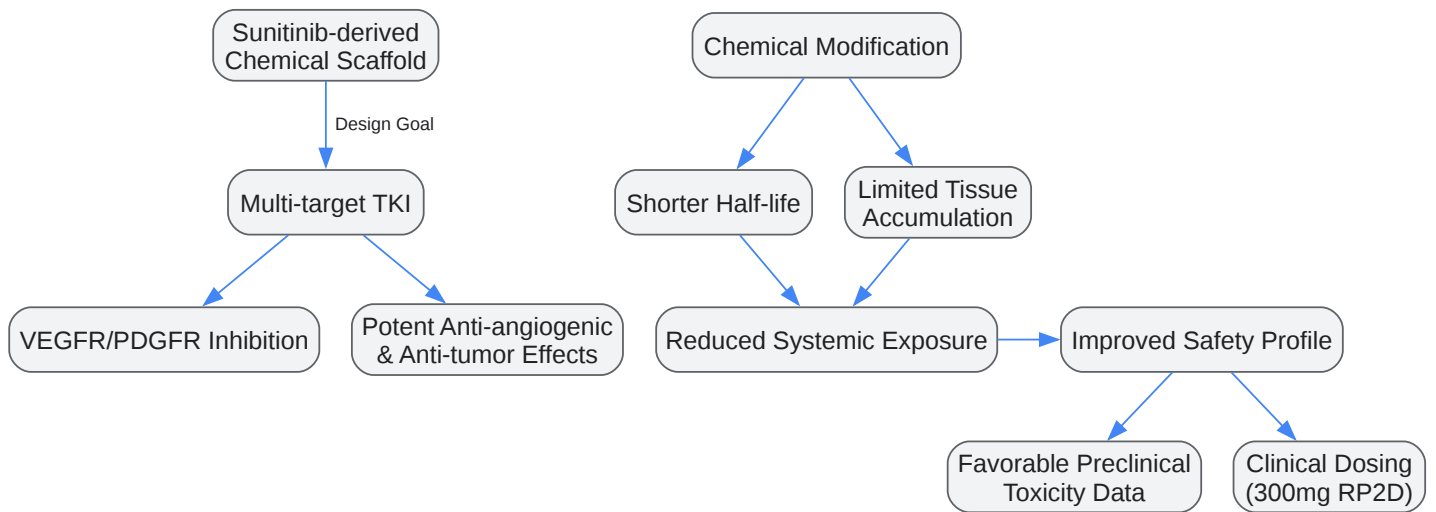 Sunitinib-derived
Chemical Scaffold
Chemical Modification
Design Goal
Multi-target TKI
Shorter Half-life
Limited Tissue
Accumulation
VEGFR/PDGFR Inhibition
Potent Anti-angiogenic
& Anti-tumor Effects
Reduced Systemic Exposure
Improved Safety Profile
Favorable Preclinical
Toxicity Data
Clinical Dosing
(300mg RP2D)